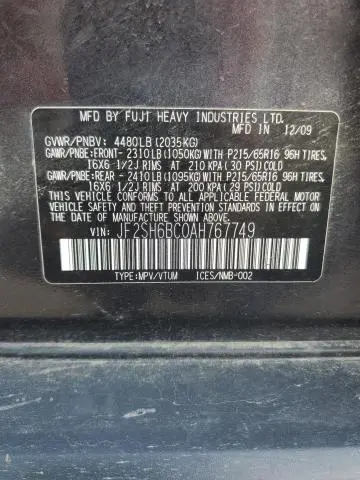 MFD BY FUJI HEAVY INDUSTRIES LTD.
MFD IN 12/09
GVWR/PNBV: 4480LB(2035KG)
GAWR/PNBE:FRONT- 2310LB(1050KG)WITH P215/65R16 96H TIRES,
16X6 1/2J RIMS AT 210 KPA(30 PSI)COLD
GAWR/PNBE:REAR - 2410LB(1095KG)WITH P215/65R16 96H TIRES,
16X6 1/2J RIMS AT 200 KPA(29 PSI)COLD
THIS VEHICLE CONFORMS TO ALL
APPLICABLE FEDERAL MOTOR VEHICLE SAFETY
STANDARDS IN EFFECT ON THE DATE OF
MANUFACTURE SHOWN ABOVE.
VIN: JF2SH6BC0AH767749
TYPE:MPV/VTUM ICES/NMB-002